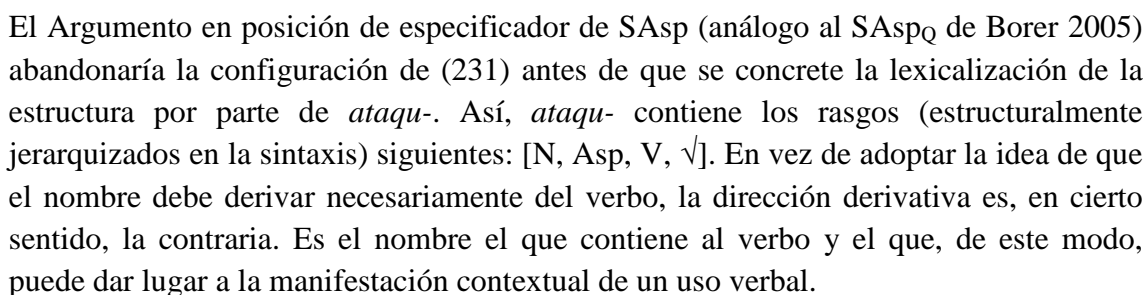 El Argumento en posición de especificador de SAsp (análogo al SAspQ de Borer 2005)
abandonaría la configuración de (231) antes de que se concrete la lexicalización de la
estructura por parte de ataqu-. Así, ataqu- contiene los rasgos (estructuralmente
jerarquizados en la sintaxis) siguientes: [N, Asp, V, √]. En vez de adoptar la idea de que
el nombre debe derivar necesariamente del verbo, la dirección derivativa es, en cierto
sentido, la contraria. Es el nombre el que contiene al verbo y el que, de este modo,
puede dar lugar a la manifestación contextual de un uso verbal.